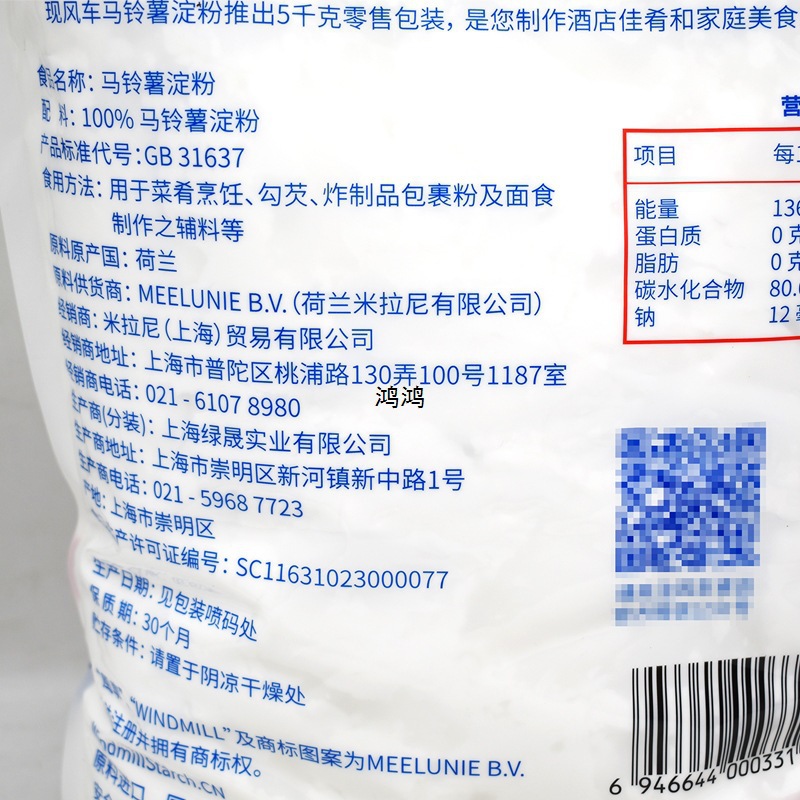 现风车马铃薯淀粉推出5千克零售包装，是您制作酒店佳肴和家庭美食
食品名称：马铃薯淀粉
配 料：100% 马铃薯淀粉
产品标准代号：GB 31637
食用方法：用于菜肴烹饪、勾芡、炸制品包裹粉及面食
制作之辅料等
原料原产国：荷兰
原料供货商：MEELUNIE B.V.（荷兰米拉尼有限公司）
经销商：米拉尼（上海）贸易有限公司
经销商地址：上海市普陀区桃浦路130弄100号1187室
经销商电话：021 - 6107 8980
生产商(分装)：上海绿晟实业有限公司
生产商地址：上海市崇明区新河镇新中路1号
生产商电话：021 - 5968 7723
产地：上海市崇明区
产许可证编号：SC11631023000077
生产日期：见包装喷码处
保质期：30个月
贮存条件：请置于阴凉干燥处
“WINDMILL”及商标图案为MEELUNIE B.V.
注册并拥有商标权。
windmillStarch.CN
原料进口
鸿鸿
营
项目 每
能量 136
蛋白质 0 克
脂肪 0 克
碳水化合物 80.
钠 12
6 946644 000331